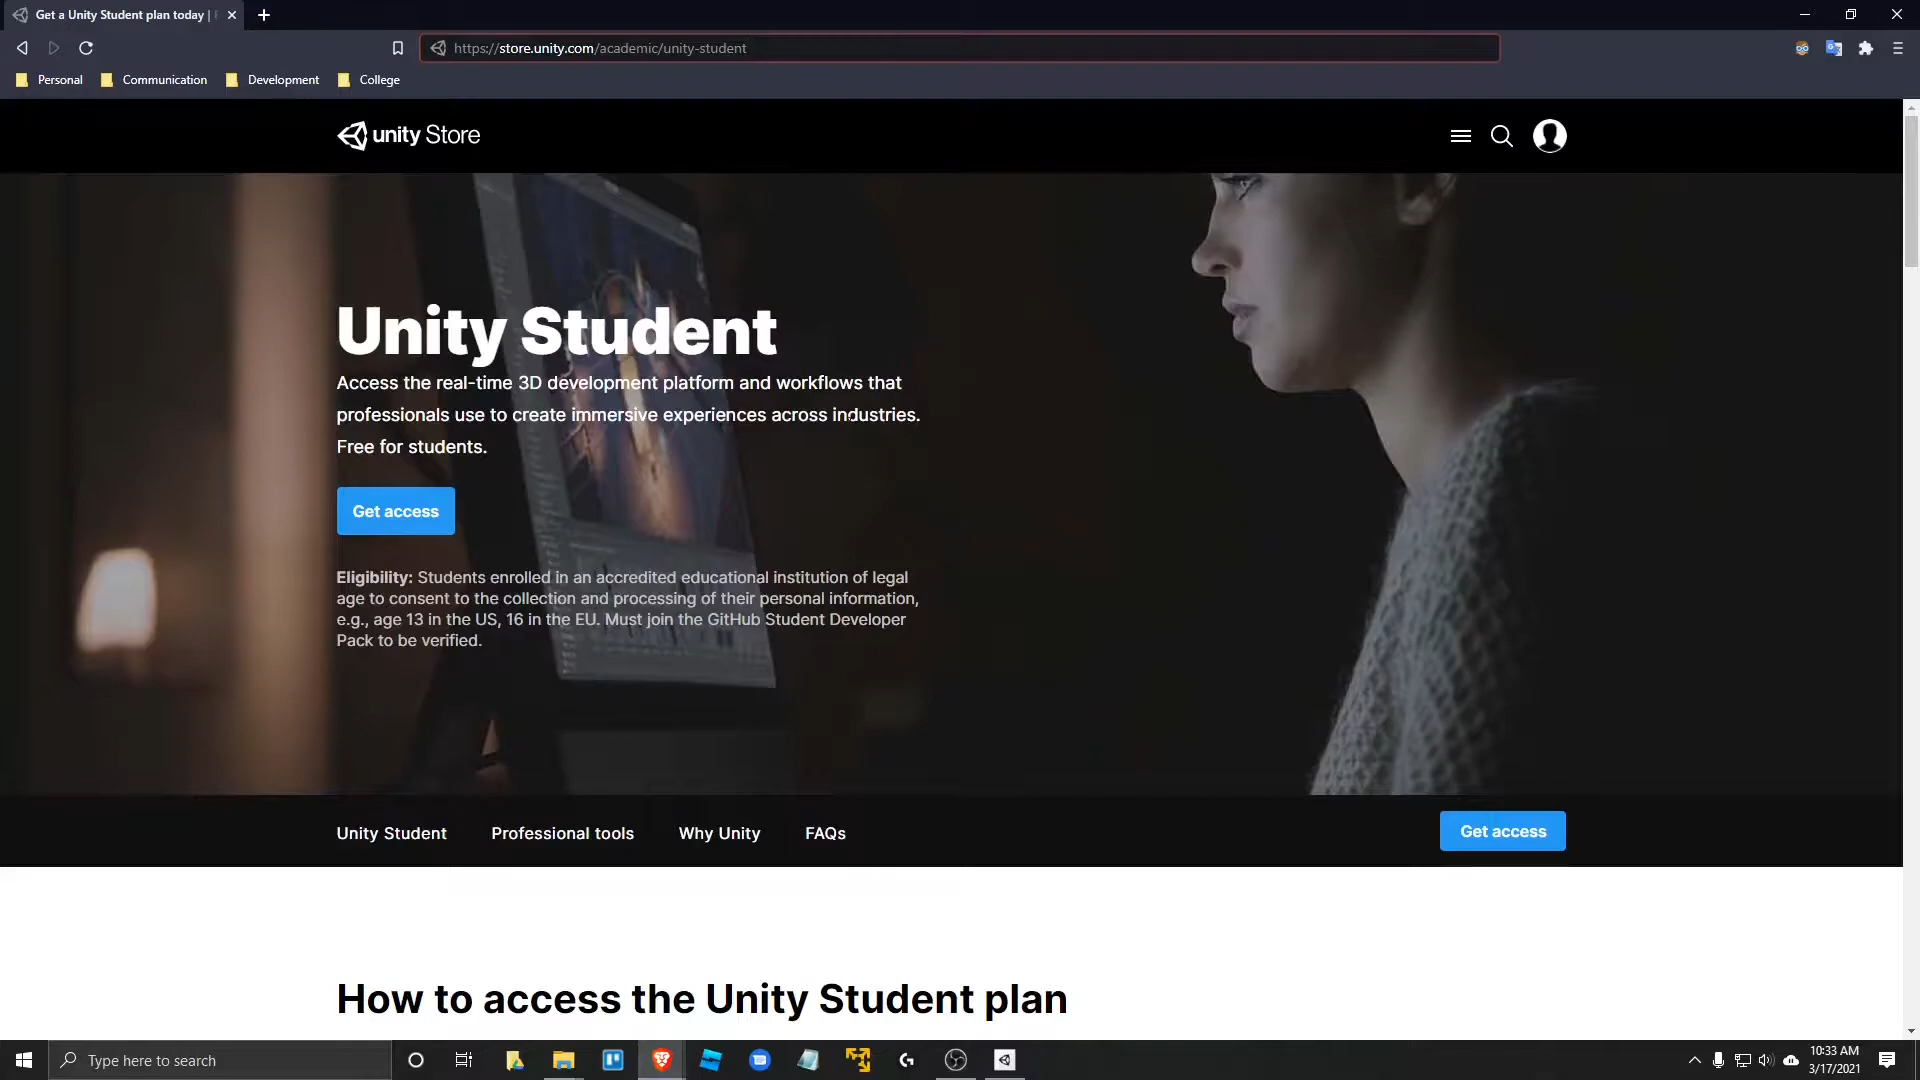 Get a Unity Student plan today |
https://store.unity.com/academic/unity-student
Personal
Communication
Development
College
unity Store
Unity Student
Access the real-time 3D development platform and workflows that
professionals use to create immersive experiences across industries.
Free for students.
Get access
Eligibility: Students enrolled in an accredited educational institution of legal
age to consent to the collection and processing of their personal information,
e.g., age 13 in the US, 16 in the EU. Must join the GitHub Student Developer
Pack to be verified.
Unity Student
Professional tools
Why Unity
FAQs
Get access
How to access the Unity Student plan
Type here to search
10:33 AM
3/17/2021